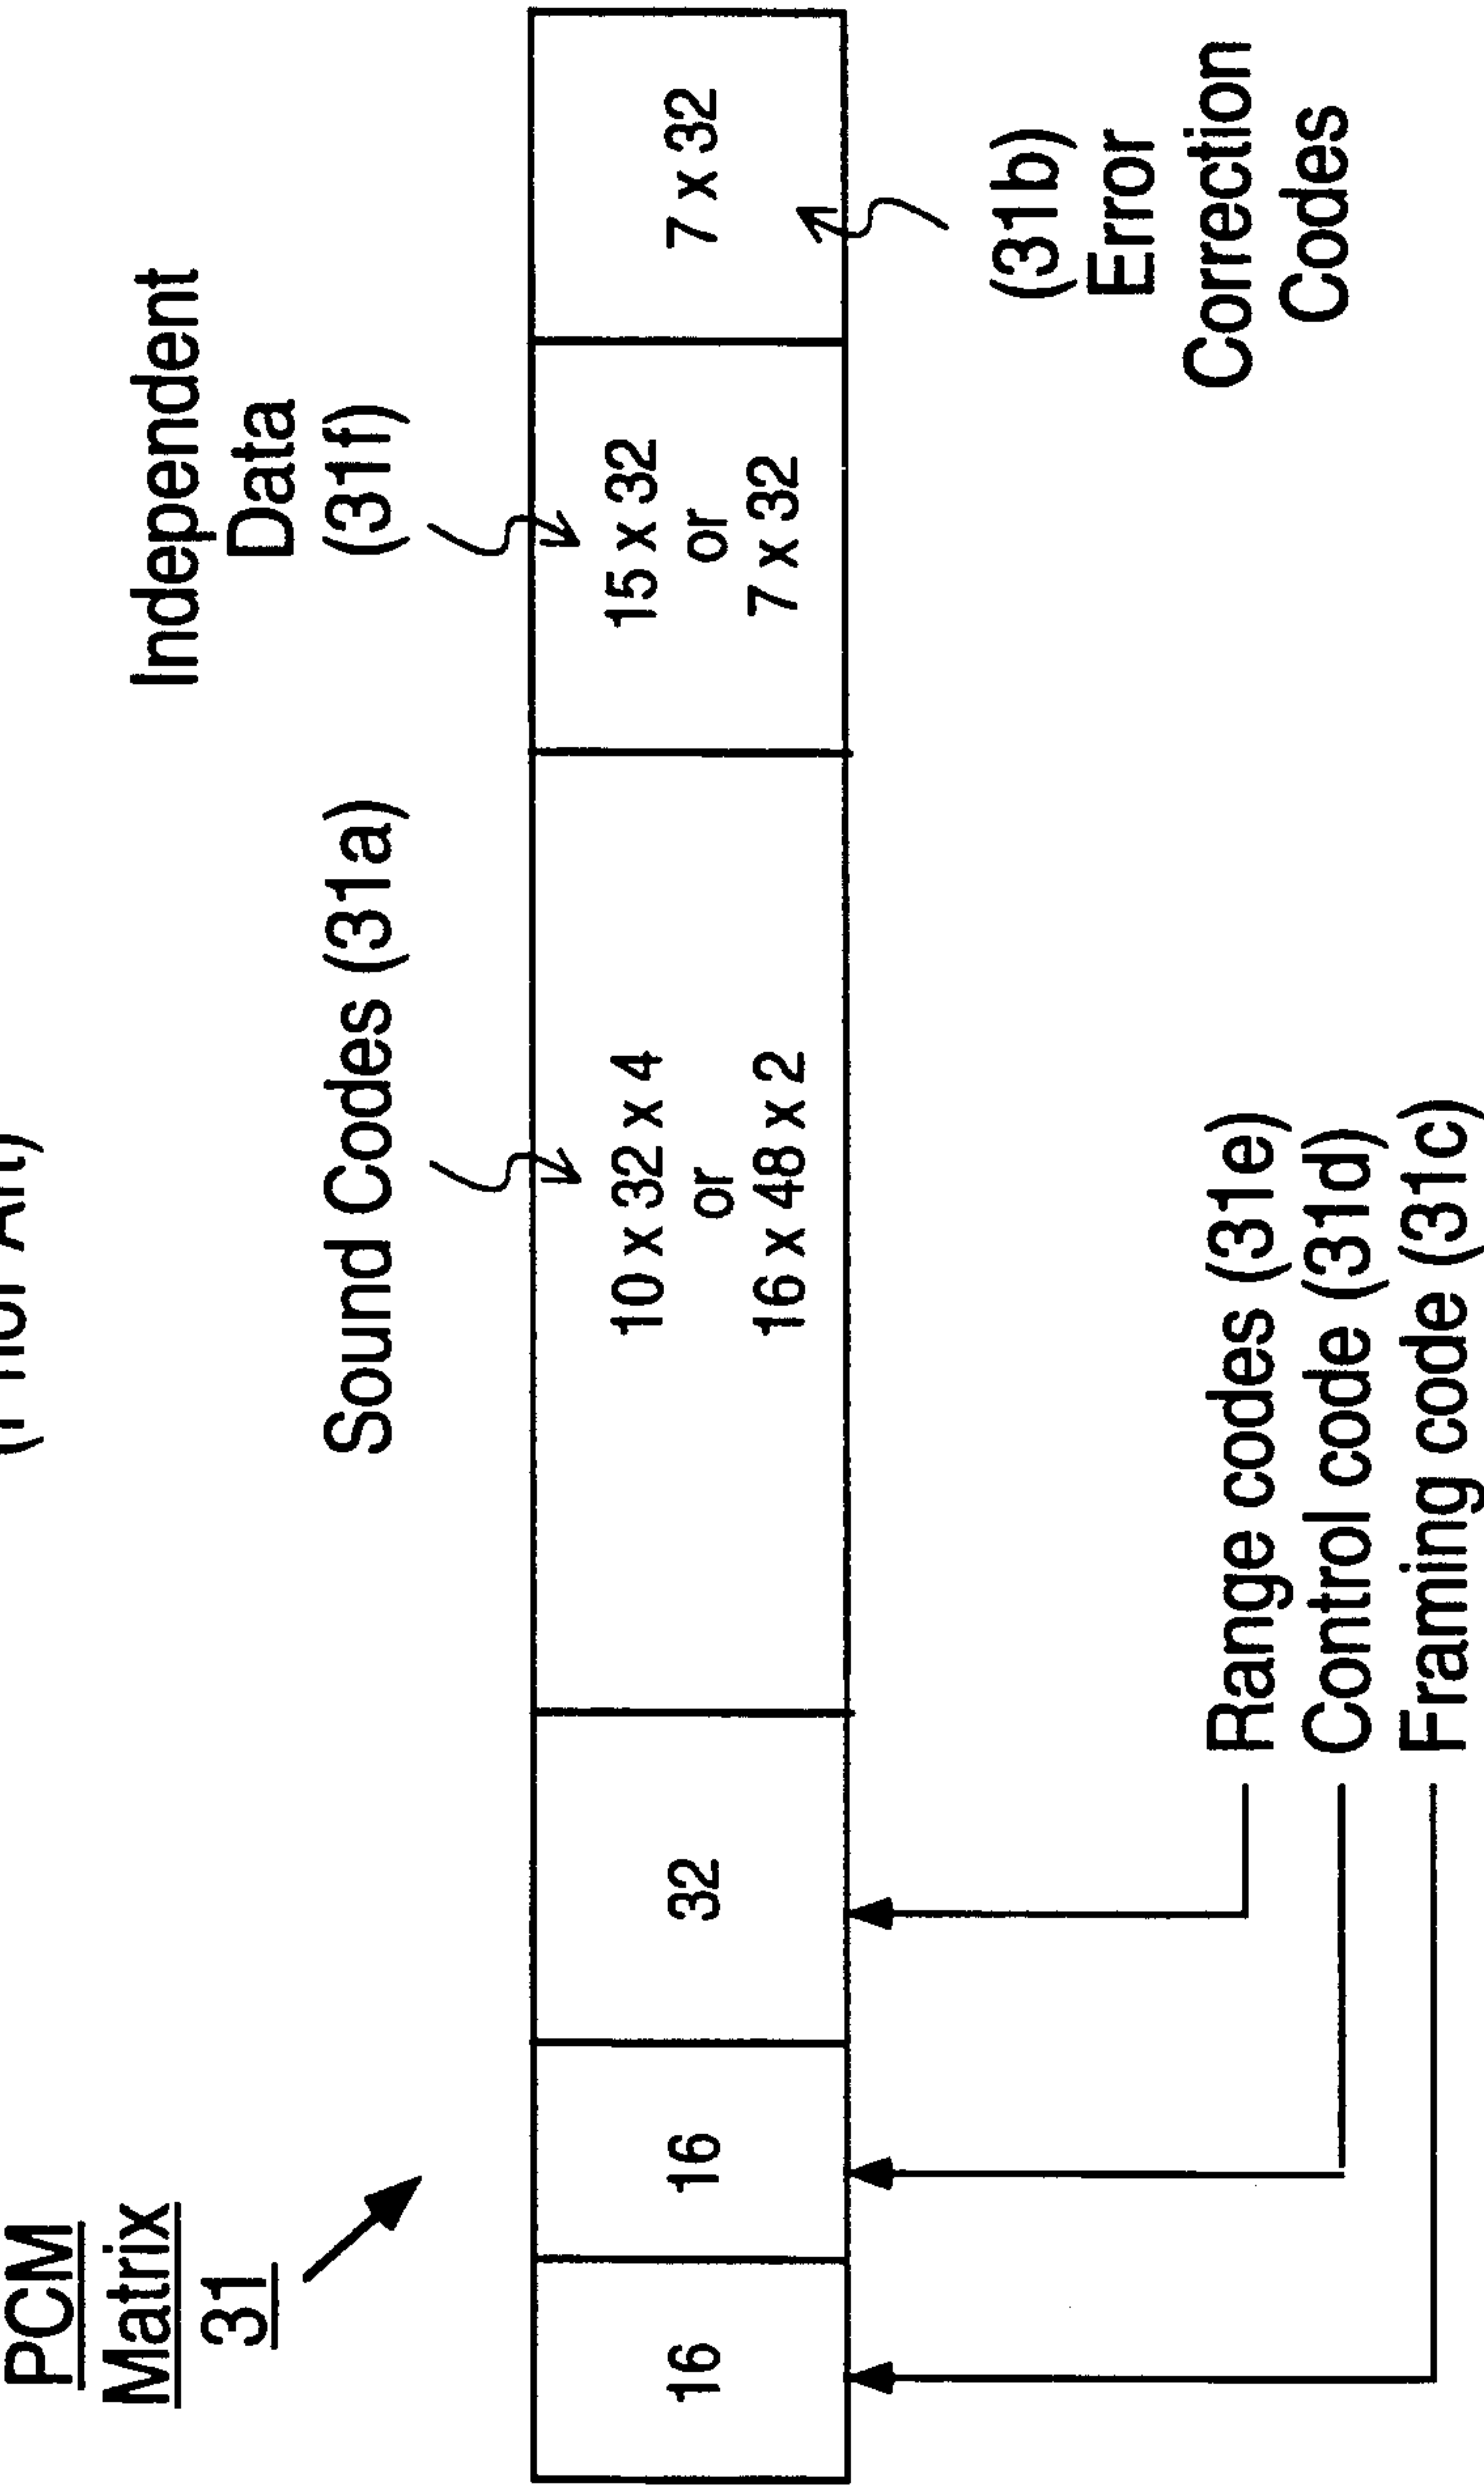 PCM
Matrix
31
Sound Codes (31a)
Independent
Data
(31f)
16
16
32
10 x 32 x 4
or
16 x 48 x 2
15 x 32
or
7 x 32
7 x 32
Range codes (31e)
Control code (31d)
Framing code (31c)
(31b)
Error
Correction
Codes